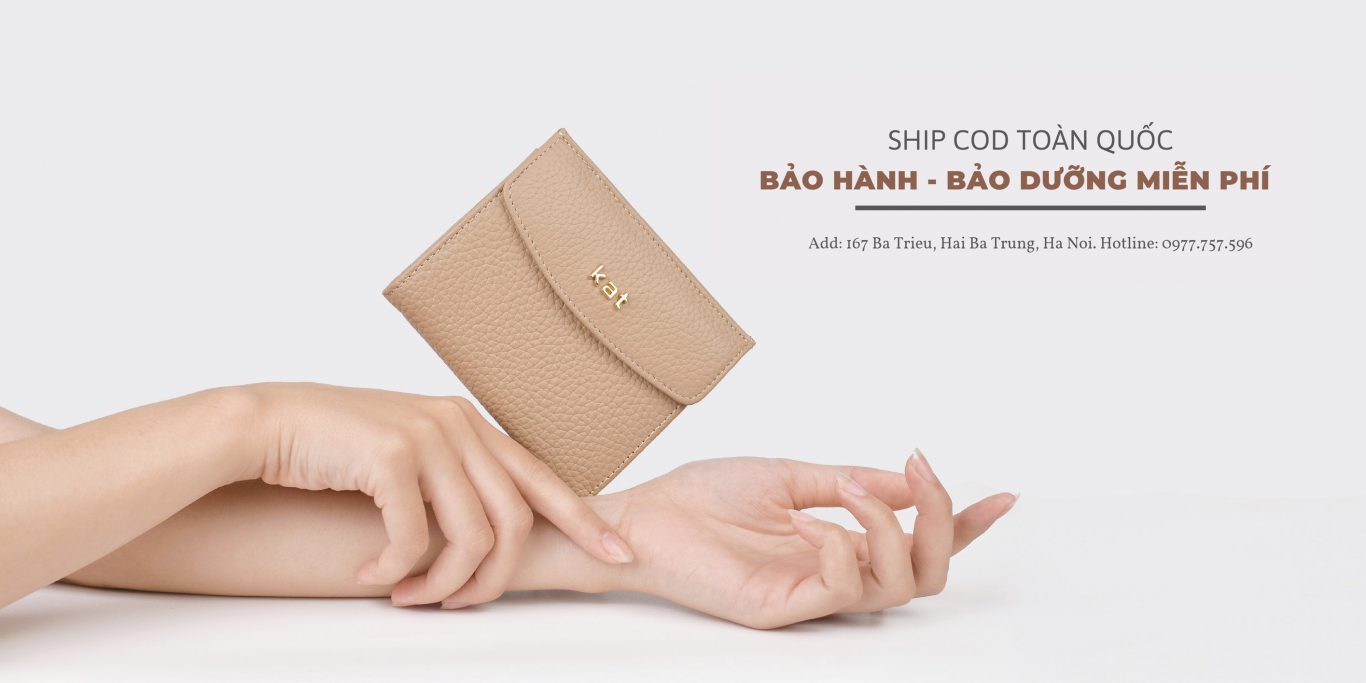 SHIP COD TOÀN QUỐC
BẢO HÀNH - BẢO DƯỠNG MIỄN PHÍ
Add: 167 Ba Trieu, Hai Ba Trung, Ha Noi. Hotline: 0977.757.596
kat